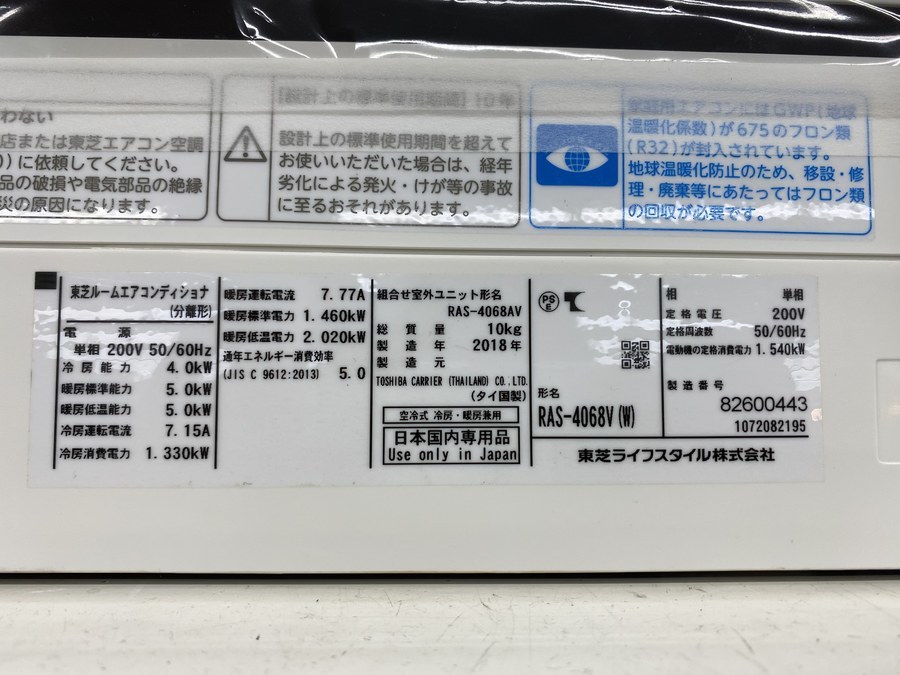 わない
店または東芝エアコン空調
に依頼してください。
品の破損や電気部品の絶縁
災の原因になります。
【設計上の標準使用期間】10年
設計上の標準使用期間を超えて
お使いいただいた場合は、経年
劣化による発火・けが等の事故
に至るおそれがあります。
家庭用エアコンにはGWP(地球
温暖化係数)が675のフロン類
(R32)が封入されています。
地球温暖化防止のため、移設・修
理・廃棄等にあたってはフロン類
の回収が必要です。
東芝ルームエアコンディショナ
(分離形)
電 源
単相 200V 50/60Hz
冷房能力 4.0kW
暖房標準能力 5.0kW
暖房低温能力 5.0kW
冷房運転電流 7.15A
冷房消費電力 1.330kW
暖房運転電流 7.77A
暖房標準電力 1.460kW
暖房低温電力 2.020kW
通年エネルギー消費効率
(JIS C 9612:2013) 5.0
組合せ室外ユニット形名
RAS-4068AV
総質量 10kg
製造年 2018年
製造元
TOSHIBA CARRIER (THAILAND) CO., LTD.
(タイ国製)
空冷式 冷房・暖房兼用
日本国内専用品
Use only in Japan
PS
E
形名
RAS-4068V(W)
相 単相
定格電圧 200V
定格周波数 50/60Hz
電動機の定格消費電力 1.540kW
製造番号
82600443
1072082195
東芝ライフスタイル株式会社